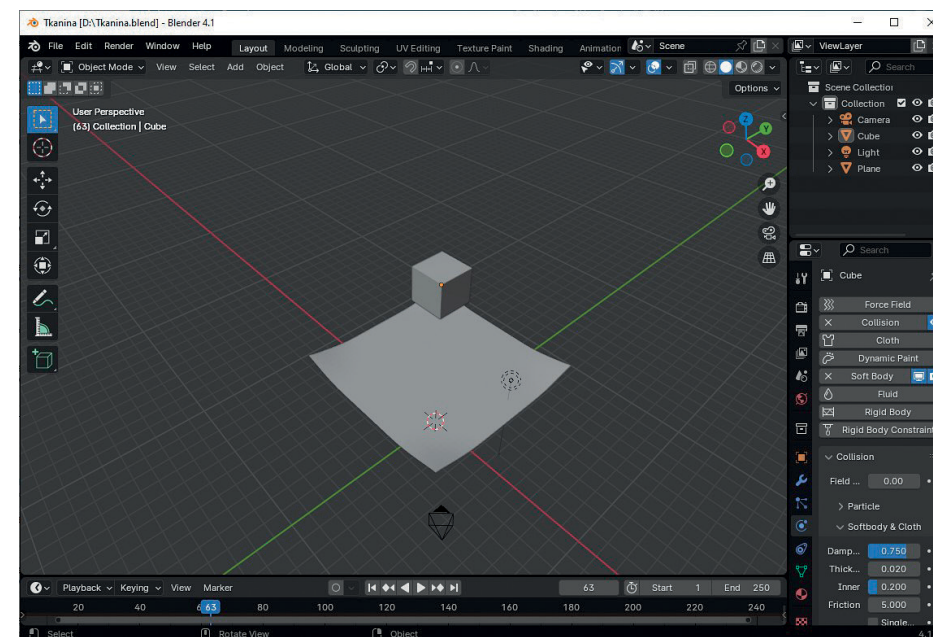 Tkanina [D:\Tkanina.blend] - Blender 4.1
File Edit Render Window Help Layout Modeling Sculpting UV Editing Texture Paint Shading Animation Scene ViewLayer
Object Mode View Select Add Object Global Search
Options
User Perspective
(63) Collection | Cube
Z
Y
X
Scene Collection
Collection
Camera
Cube
Light
Plane
Search
Cube
Force Field
Collision
Cloth
Dynamic Paint
Soft Body
Fluid
Rigid Body
Rigid Body Constraint
Collision
Field ... 0.00
Particle
Softbody & Cloth
Damp... 0.750
Thick... 0.020
Inner 0.200
Friction 5.000
Single...
Playback Keying View Marker 63 Start 1 End 250
20 40 63 80 100 120 140 160 180 200 220 240
Select Rotate View Object 4.1